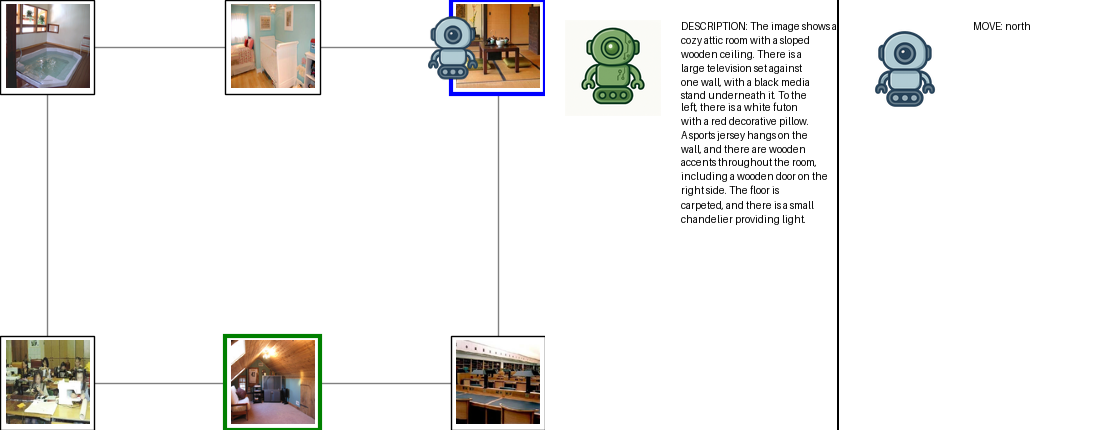 DESCRIPTION: The image shows a
cozy attic room with a sloped
wooden ceiling. There is a
large television set against
one wall, with a black media
stand underneath it. To the
left, there is a white futon
with a red decorative pillow.
A sports jersey hangs on the
wall, and there are wooden
accents throughout the room,
including a wooden door on the
right side. The floor is
carpeted, and there is a small
chandelier providing light.
MOVE: north